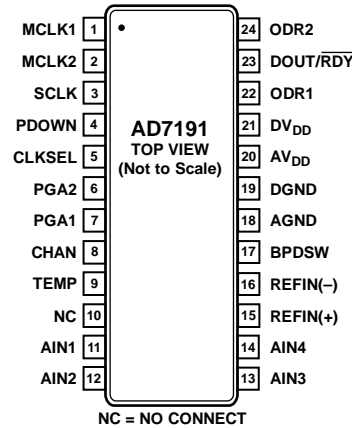 MCLK1 1
MCLK2 2
SCLK 3
PDOWN 4
CLKSEL 5
PGA2 6
PGA1 7
CHAN 8
TEMP 9
NC 10
AIN1 11
AIN2 12
AD7191
TOP VIEW
(Not to Scale)
24 ODR2
23 DOUT/RDY
22 ODR1
21 DVDD
20 AVDD
19 DGND
18 AGND
17 BPDSW
16 REFIN(–)
15 REFIN(+)
14 AIN4
13 AIN3
NC = NO CONNECT